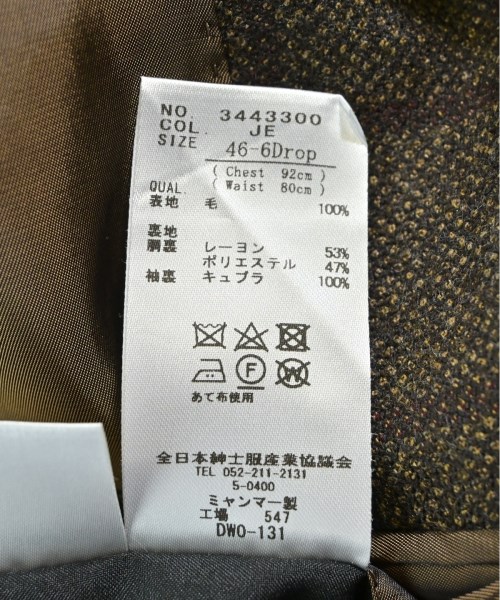 NO. 3443300
COL. JE
SIZE 46-6Drop
( Chest 92cm )
QUAL. ( Waist 80cm )
表地 毛 100%
裏地
胴裏 レーヨン 53%
ポリエステル 47%
袖裏 キュプラ 100%
F W
あて布使用
全日本紳士服産業協議会
TEL 052-211-2131
5-0400
ミャンマー製
工場 547
DWO-131